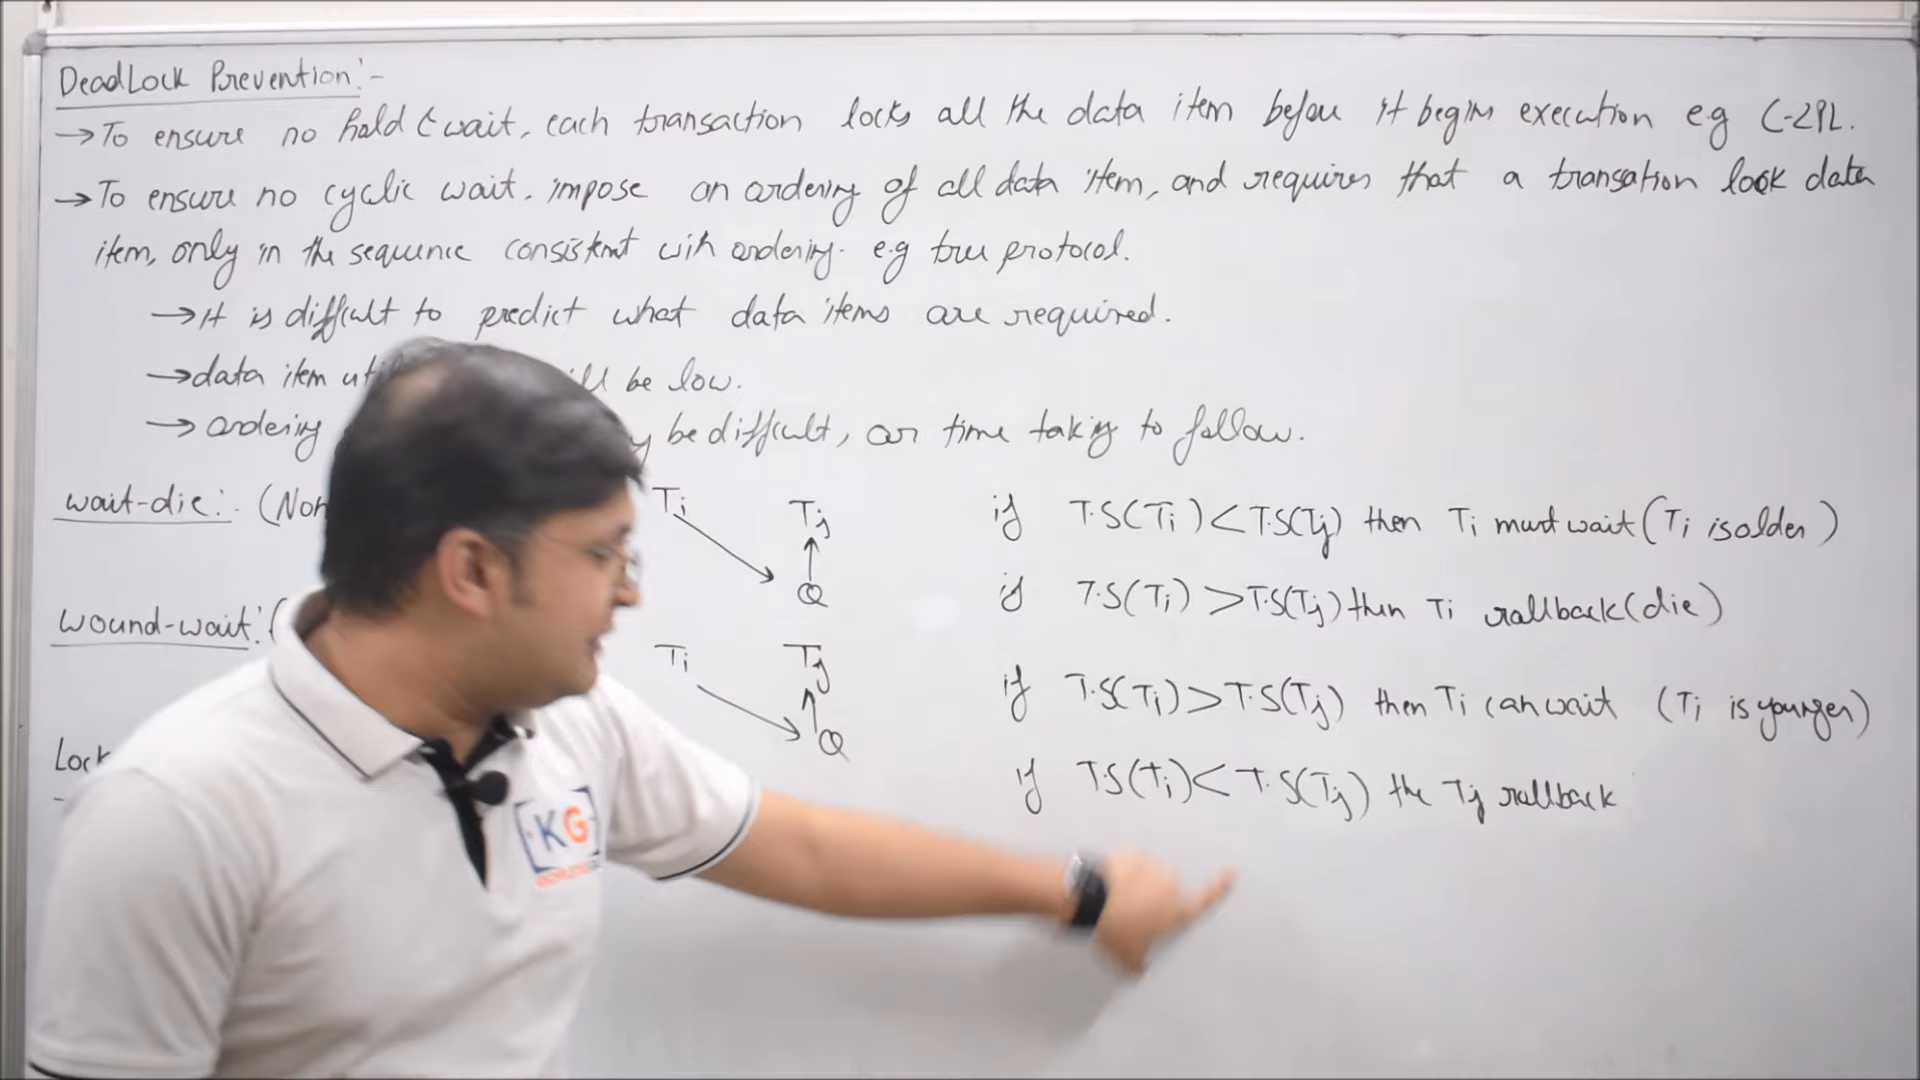 DeadLock Prevention:-
→ To ensure no hold & wait, each transaction locks all the data item before it begins execution e.g C-2PL.
→ To ensure no cyclic wait, impose an ordering of all data item, and requires that a transation lock data
item, only in the sequence consistent with ordering. e.g tree protocol.
→ It is difficult to predict what data items are required.
→ data item will be low.
→ ordering be difficult, or time taking to follow.
wait-die: (Non Ti Tj if T.S(Ti) < T.S(Tj) then Ti must wait (Ti is older)
Q if T.S(Ti) > T.S(Tj) then Ti rollback (die)
wound-wait: ( Ti Tj if T.S(Ti) > T.S(Tj) then Ti can wait (Ti is younger)
Q
Lock if T.S(Ti) < T.S(Tj) the Tj rollback
KG